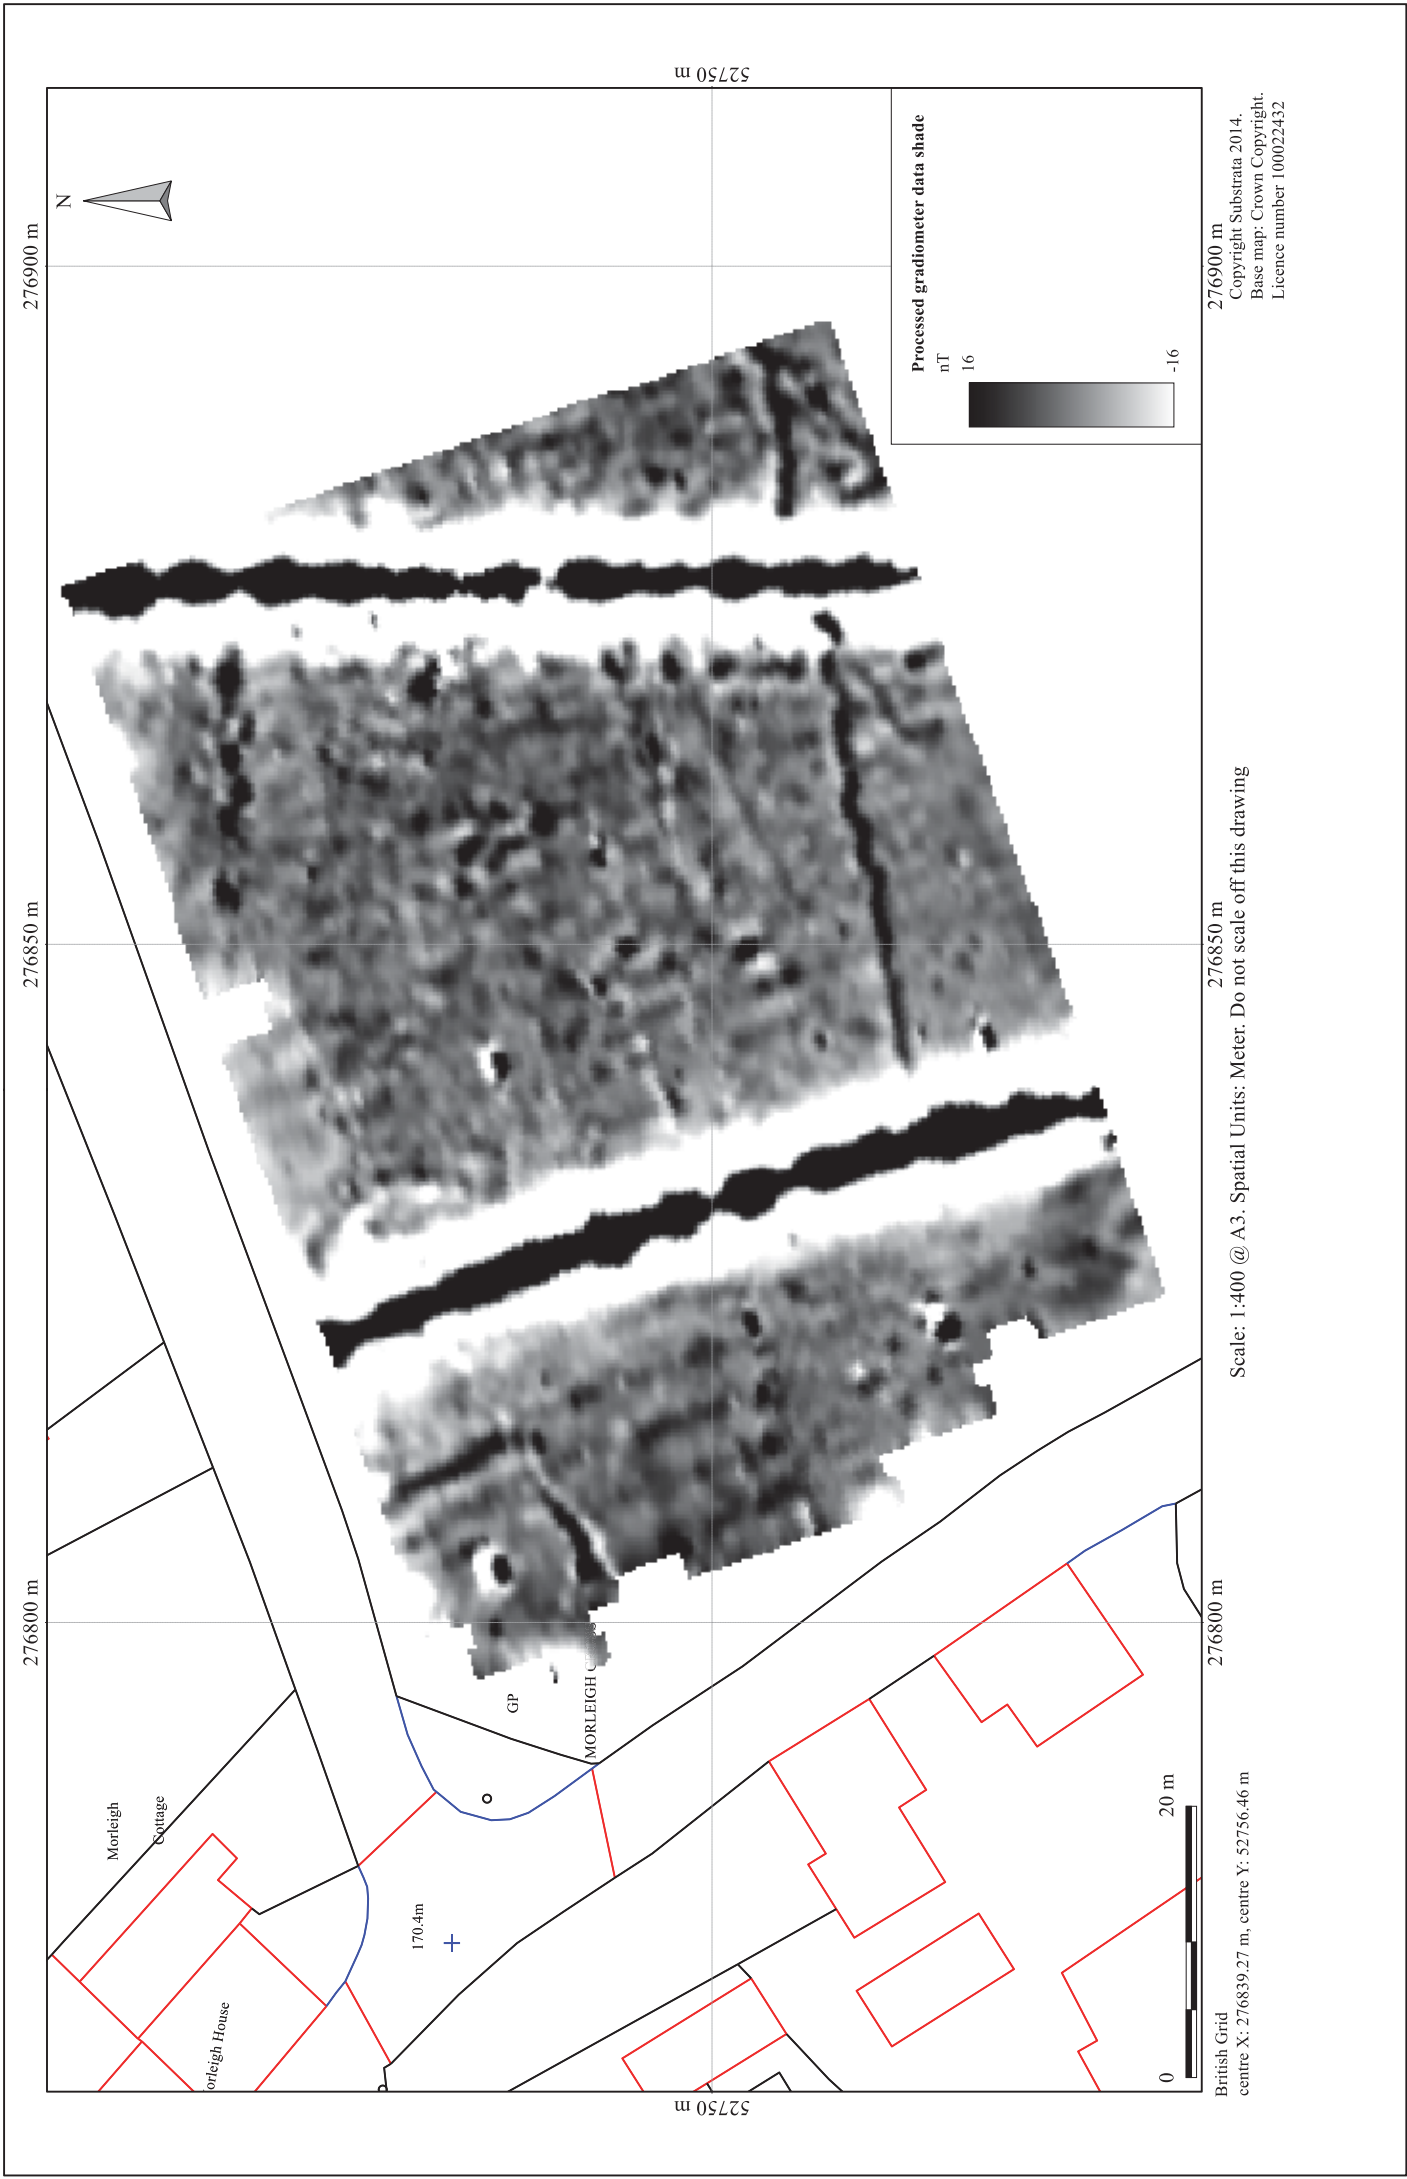 276800 m
276850 m
276900 m
N
52750 m
52750 m
Morleigh
Cottage
orleigh House
170.4m
GP
MORLEIGH
Processed gradiometer data shade
nT
16
-16
0
20 m
276800 m
276850 m
276900 m
British Grid
centre X: 276839.27 m, centre Y: 52756.46 m
Scale: 1:400 @ A3. Spatial Units: Meter. Do not scale off this drawing
Copyright Substrata 2014.
Base map: Crown Copyright.
Licence number 100022432